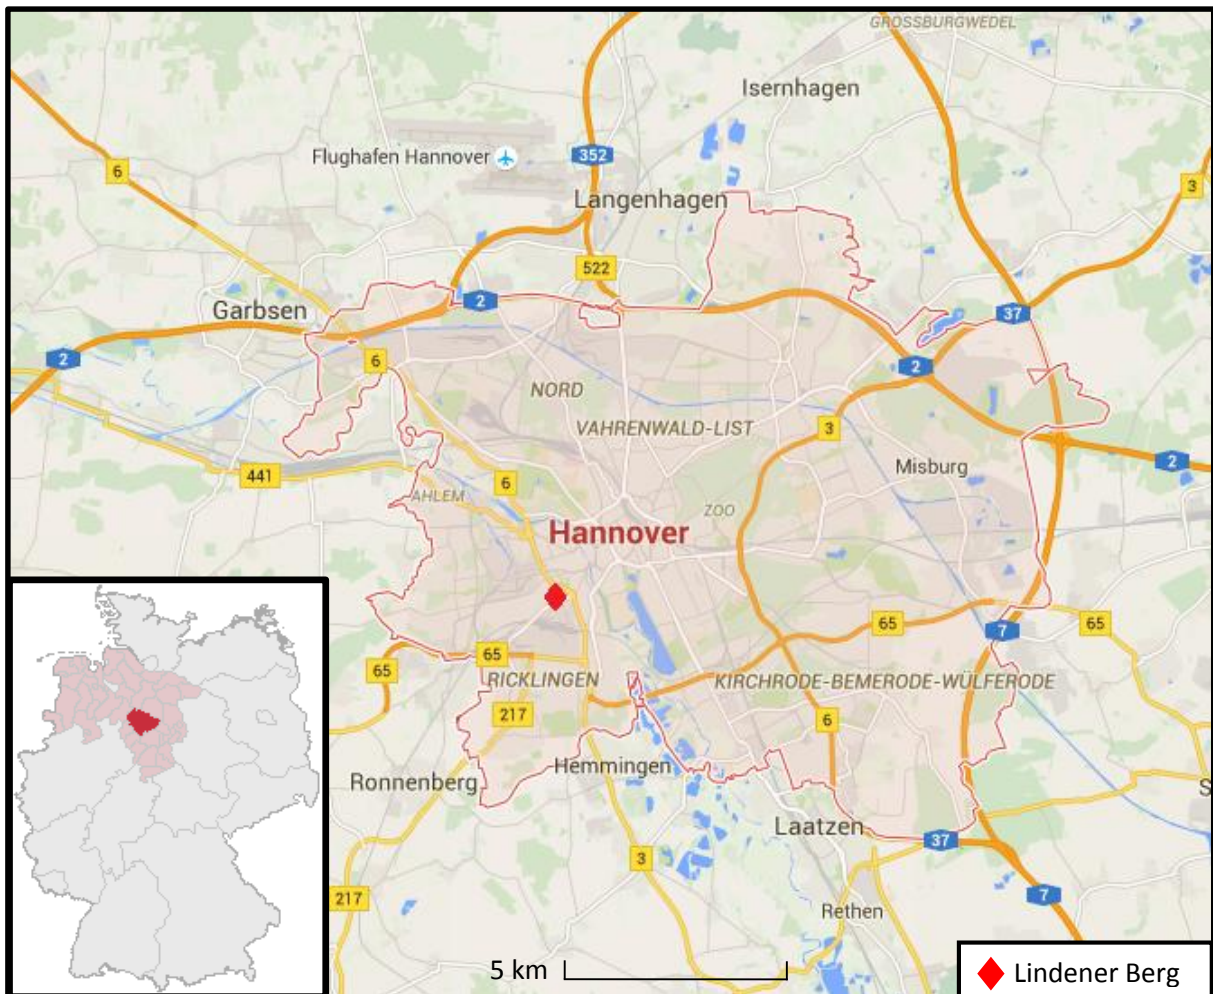 GROSSBURGWEDEL
Isernhagen
Flughafen Hannover
352
6
3
Langenhagen
522
2
Garbsen
37
2
6
2
NORD
VAHRENWALD-LIST
3
2
Misburg
441
6
AHLEM
ZOO
Hannover
65
7
65
65
65
RICKLINGEN
KIRCHRODE-BEMERODE-WÜLFERODE
217
6
Hemmingen
Ronnenberg
S
Laatzen
37
3
7
217
Rethen
5 km
Lindener Berg